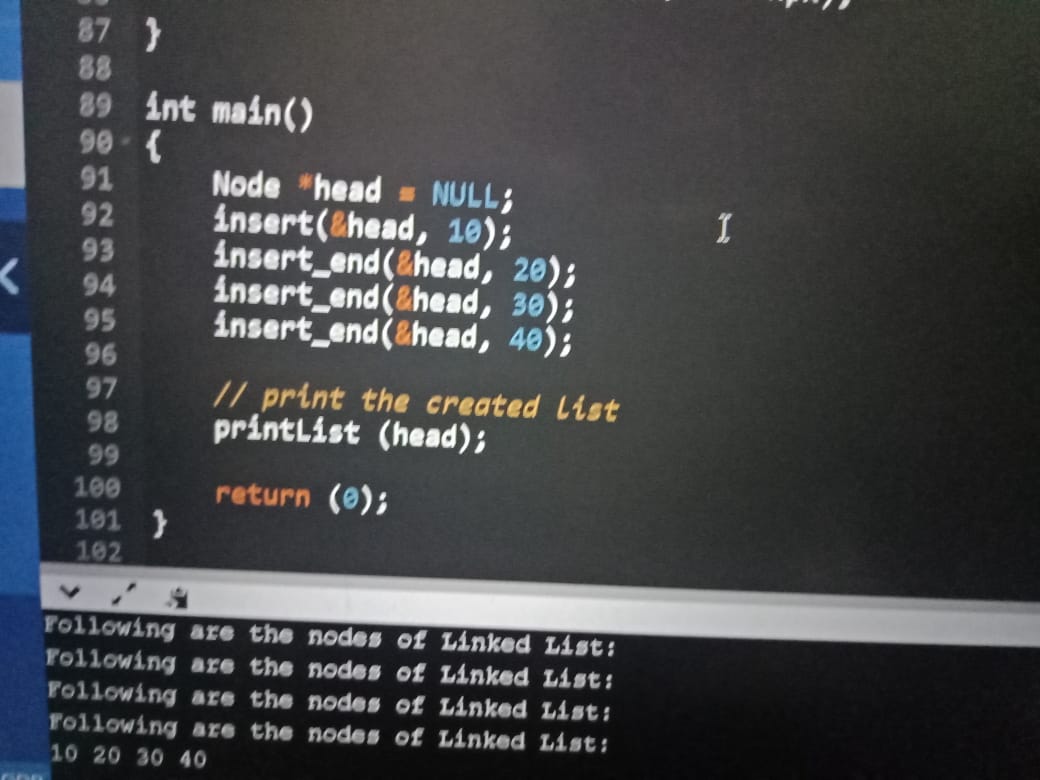 87 }
88
89 int main()
90 {
91 Node *head = NULL;
92 insert(&head, 10);
93 insert_end(&head, 20);
94 insert_end(&head, 30);
95 insert_end(&head, 40);
96
97 // print the created list
98 printList (head);
99
100 return (0);
101 }
102
Following are the nodes of Linked List:
Following are the nodes of Linked List:
Following are the nodes of Linked List:
Following are the nodes of Linked List:
10 20 30 40